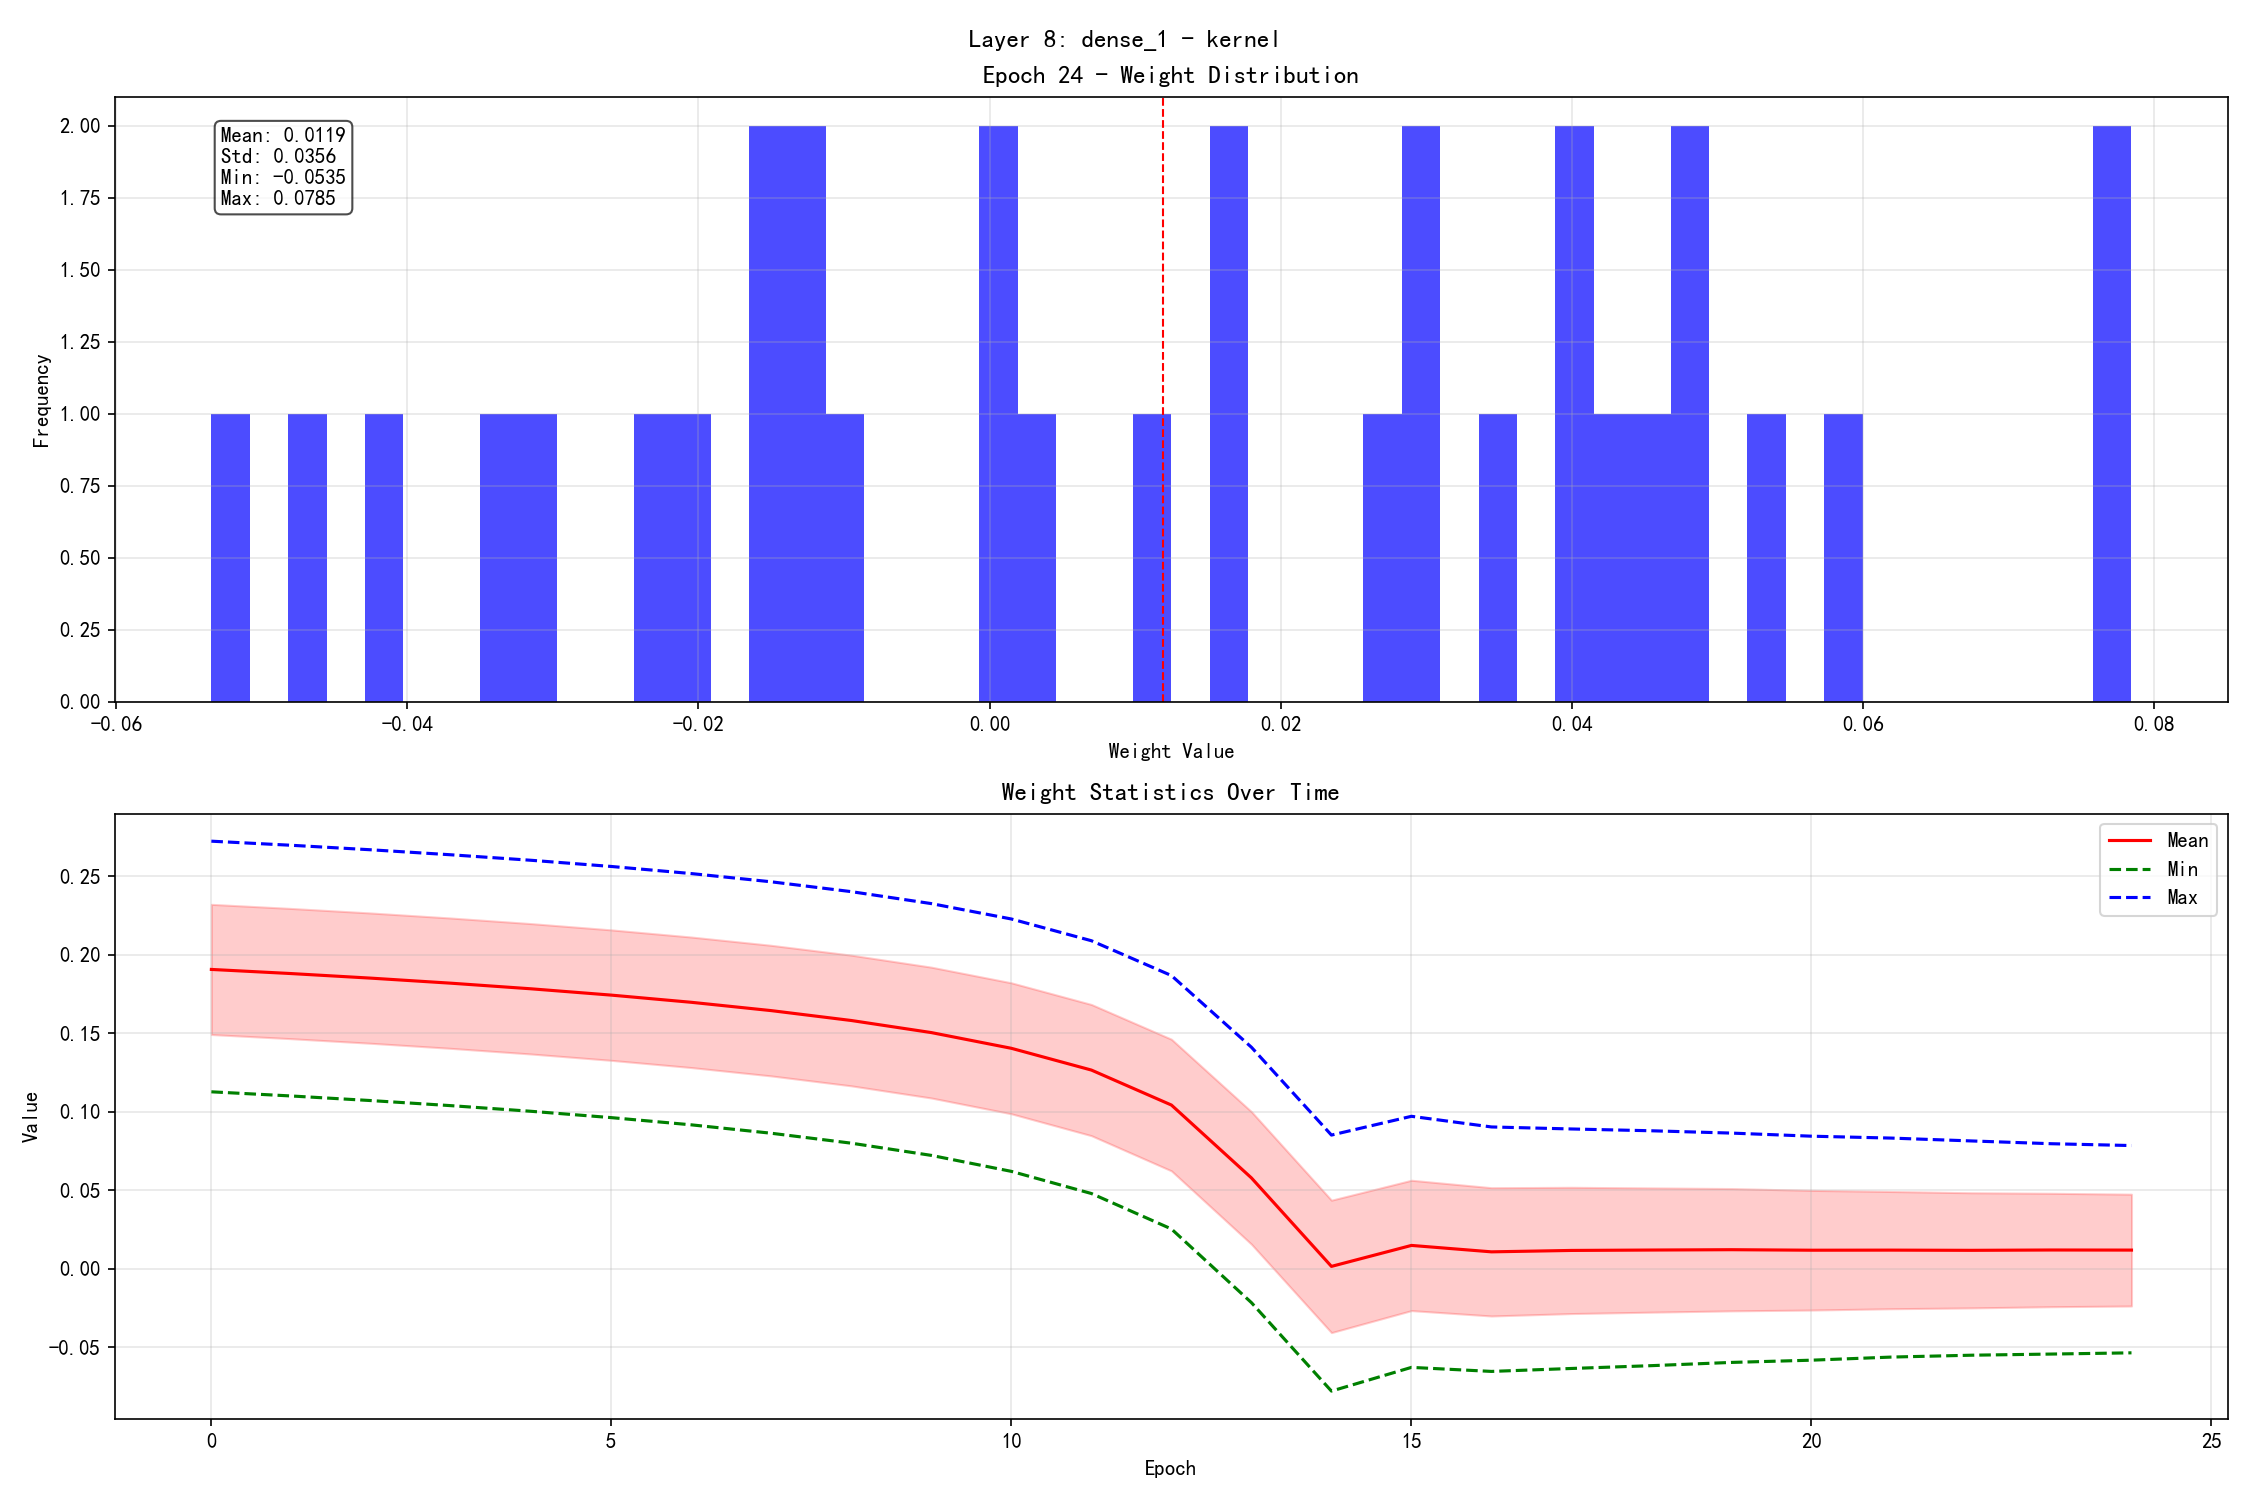 Layer 8: dense_1 - kernel
Epoch 24 - Weight Distribution
Mean: 0.0119
Std: 0.0356
Min: -0.0535
Max: 0.0785
2.00
1.75
1.50
1.25
1.00
0.75
0.50
0.25
0.00
Frequency
-0.06 -0.04 -0.02 0.00 0.02 0.04 0.06 0.08
Weight Value
Weight Statistics Over Time
Mean
Min
Max
0.25
0.20
0.15
0.10
0.05
0.00
-0.05
Value
0 5 10 15 20 25
Epoch